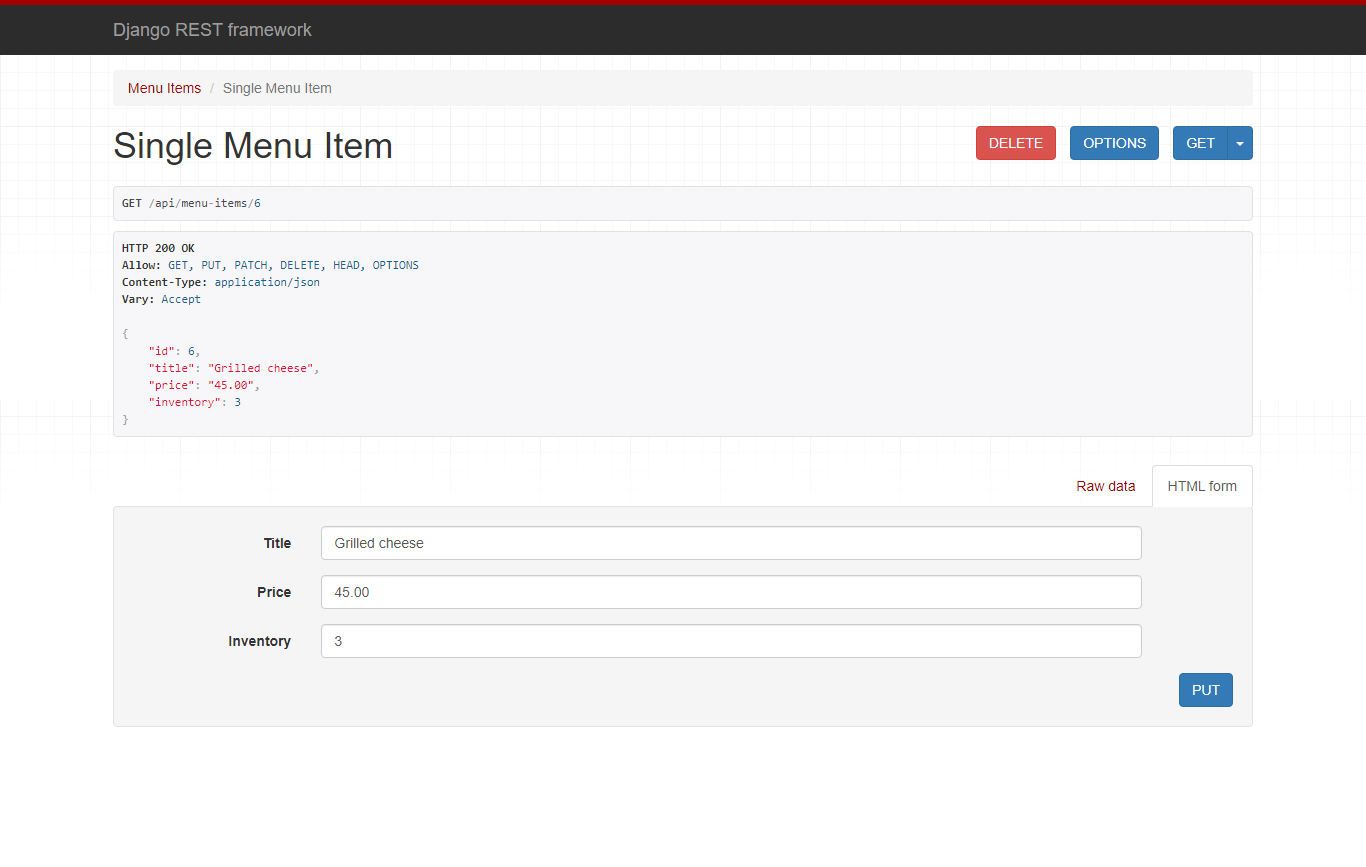 Django REST framework
Menu Items / Single Menu Item
Single Menu Item
DELETE OPTIONS GET
GET /api/menu-items/6
HTTP 200 OK
Allow: GET, PUT, PATCH, DELETE, HEAD, OPTIONS
Content-Type: application/json
Vary: Accept
{
    "id": 6,
    "title": "Grilled cheese",
    "price": "45.00",
    "inventory": 3
}
Raw data HTML form
Title Grilled cheese
Price 45.00
Inventory 3
PUT